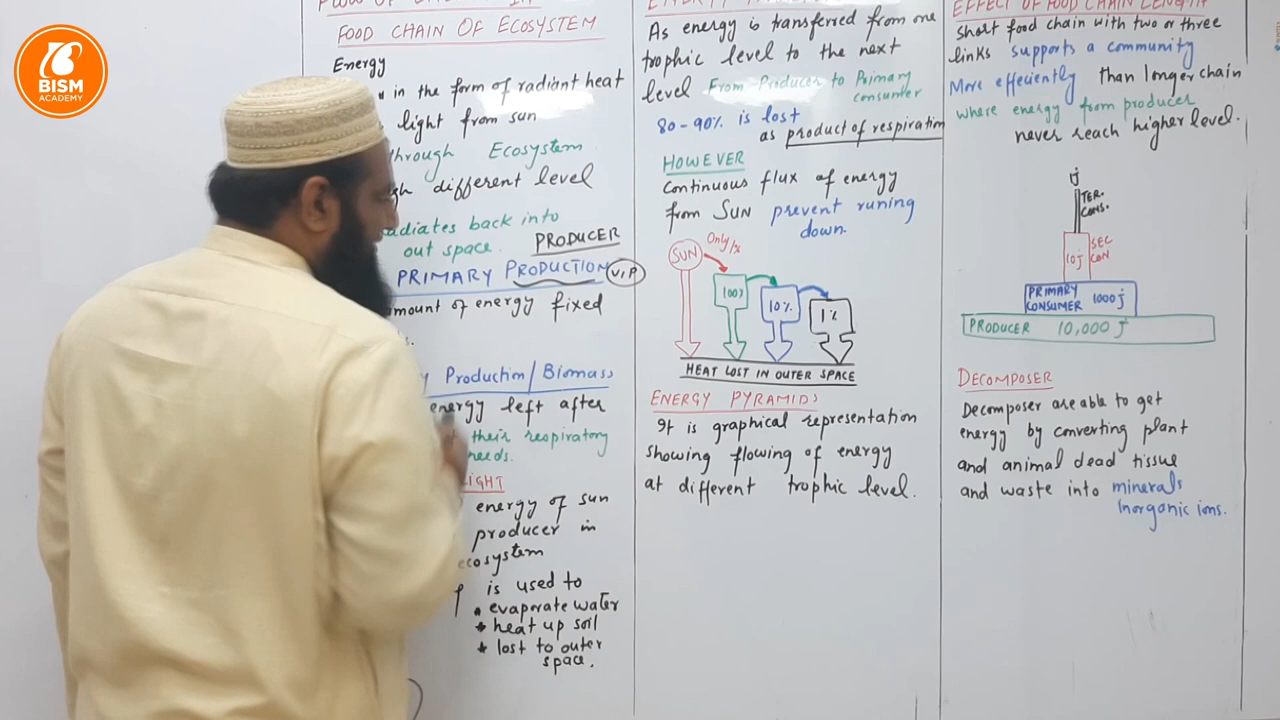 BISM
ACADEMY
FOOD CHAIN OF ECOSYSTEM
Energy
in the form of radiant heat
light from sun
through Ecosystem
different level
radiates back into
out space.
PRODUCER
PRIMARY PRODUCTION VIP
amount of energy fixed
Production/Biomass
energy left after
their respiratory
needs.
energy of sun
producer in
ecosystem
is used to
* evaporate water
* heat up soil
* lost to outer
space.
As energy is transferred from one
trophic level to the next
level From Producer to Primary
consumer
80-90% is lost
as product of respiration
HOWEVER
Continuous flux of energy
from SUN prevent runing
down.
SUN
Only 1%
100%
10%
1%
HEAT LOST IN OUTER SPACE
ENERGY PYRAMIDS
It is graphical representation
showing flowing of energy
at different trophic level.
EFFECT OF FOOD CHAIN LENGTH
Short food chain with two or three
links supports a community
More effeciently than longer chain
where energy from producer
never reach higher level.
TER.
CONS.
10j
SEC
CON
PRIMARY
CONSUMER 1000 j
PRODUCER 10,000 j
DECOMPOSER
Decomposer are able to get
energy by converting plant
and animal dead tissue
and waste into minerals
inorganic ions.